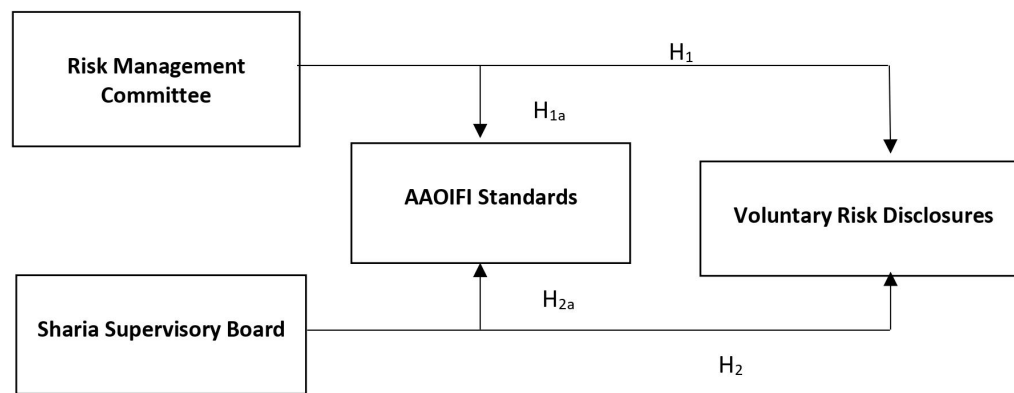 Risk Management
Committee
H₁
H₁ₐ
AAOIFI Standards
Voluntary Risk Disclosures
H₂ₐ
Sharia Supervisory Board
H₂